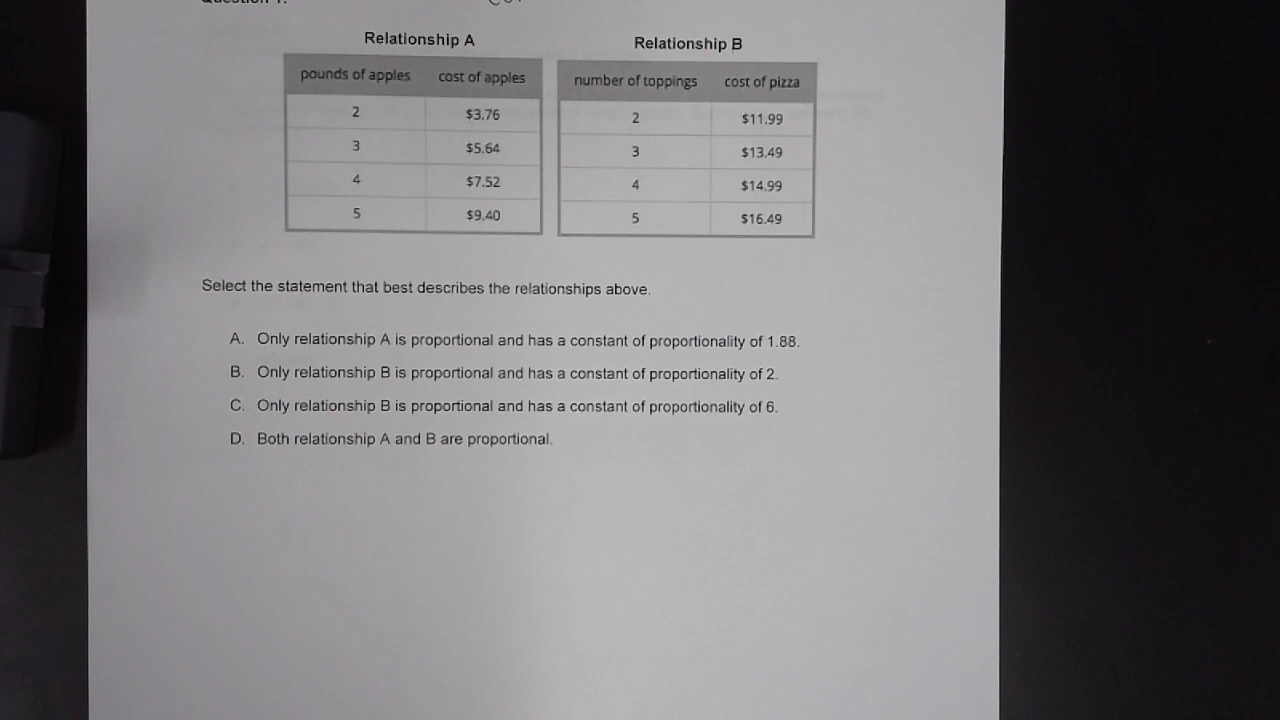 Relationship A
Relationship B
pounds of apples cost of apples
2 $3.76
3 $5.64
4 $7.52
5 $9.40
number of toppings cost of pizza
2 $11.99
3 $13.49
4 $14.99
5 $16.49
Select the statement that best describes the relationships above.
A. Only relationship A is proportional and has a constant of proportionality of 1.88.
B. Only relationship B is proportional and has a constant of proportionality of 2.
C. Only relationship B is proportional and has a constant of proportionality of 6.
D. Both relationship A and B are proportional.